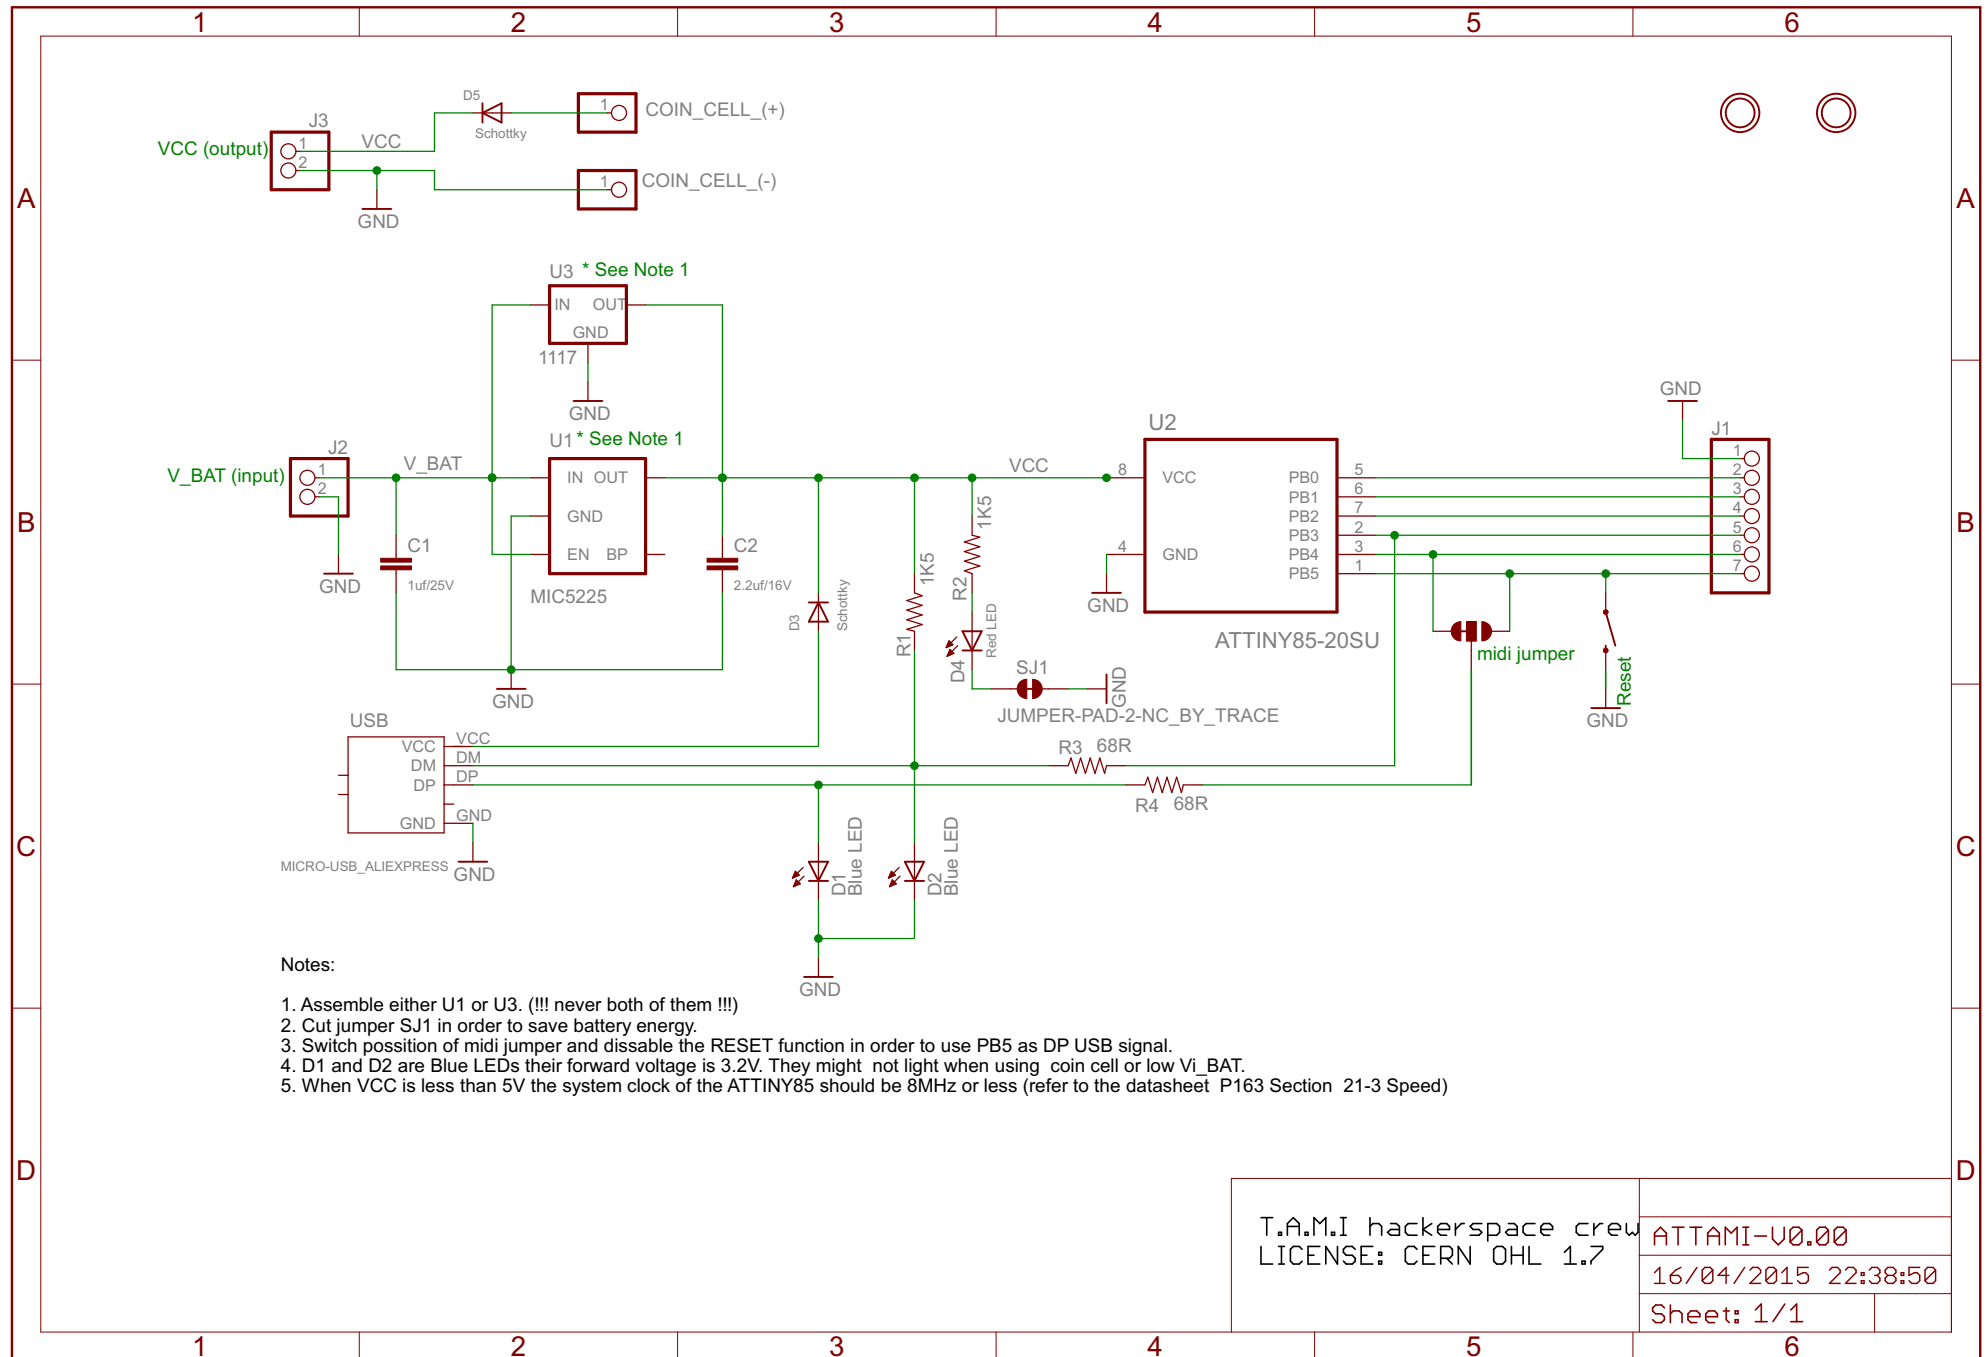 1 2 3 4 5 6
A A
B B
C C
D D
D5
Schottky
1 COIN_CELL_(+)
J3
VCC (output) 1 VCC
2
1 COIN_CELL_(-)
GND
U3 * See Note 1
IN OUT
GND
1117
GND
U1 * See Note 1
J2
V_BAT (input) 1 V_BAT
2
IN OUT
GND
EN BP
MIC5225
GND
C1
1uf/25V
C2
2.2uf/16V
GND
D3
Schottky
R1
1K5
R2
1K5
D4
Red LED
SJ1
GND
JUMPER-PAD-2-NC_BY_TRACE
VCC
U2
8 VCC
4 GND
GND
PB0 5
PB1 6
PB2 7
PB3 2
PB4 3
PB5 1
ATTINY85-20SU
GND
J1
1
2
3
4
5
6
7
midi jumper
Reset
GND
USB
VCC VCC
DM DM
DP DP
GND GND
MICRO-USB_ALIEXPRESS
GND
R3 68R
R4 68R
D1
Blue LED
D2
Blue LED
GND
Notes:
1. Assemble either U1 or U3. (!!! never both of them !!!)
2. Cut jumper SJ1 in order to save battery energy.
3. Switch possition of midi jumper and dissable the RESET function in order to use PB5 as DP USB signal.
4. D1 and D2 are Blue LEDs their forward voltage is 3.2V. They might  not light when using  coin cell or low Vi_BAT.
5. When VCC is less than 5V the system clock of the ATTINY85 should be 8MHz or less (refer to the datasheet  P163 Section  21-3 Speed)
T.A.M.I hackerspace crew
LICENSE: CERN OHL 1.7
ATTAMI-V0.00
16/04/2015 22:38:50
Sheet: 1/1
1 2 3 4 5 6